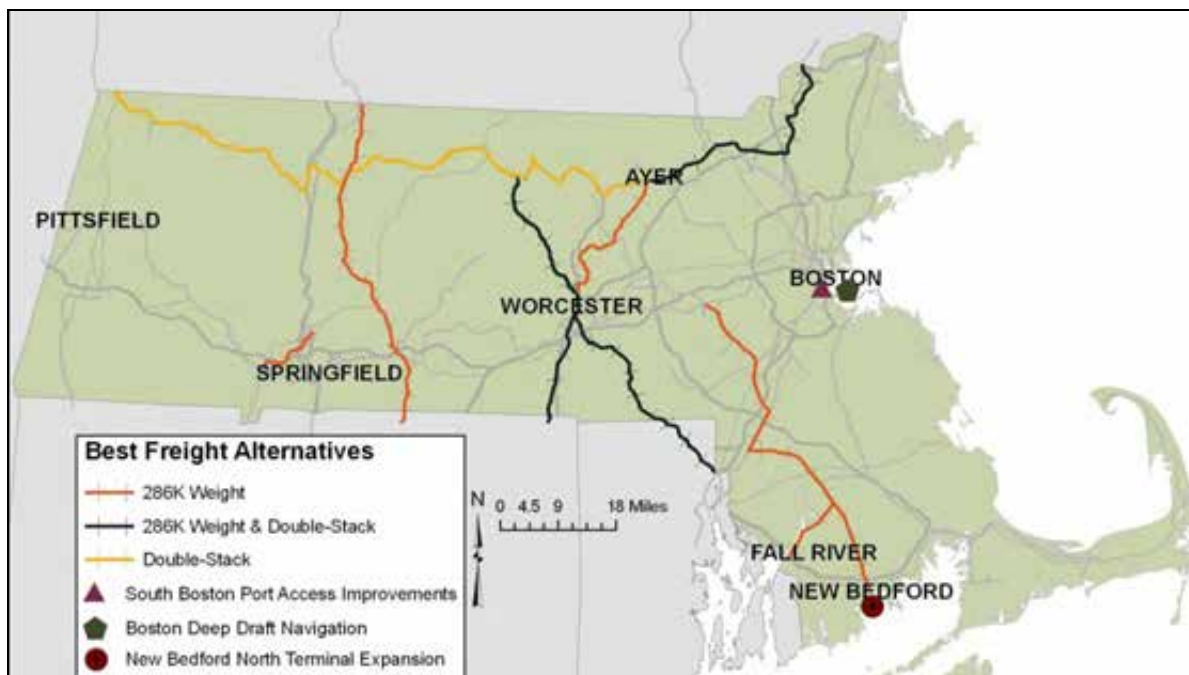 AYER
PITTSFIELD
BOSTON
WORCESTER
SPRINGFIELD
Best Freight Alternatives
286K Weight
286K Weight & Double-Stack
Double-Stack
South Boston Port Access Improvements
Boston Deep Draft Navigation
New Bedford North Terminal Expansion
N
0 4.5 9 18 Miles
FALL RIVER
NEW BEDFORD